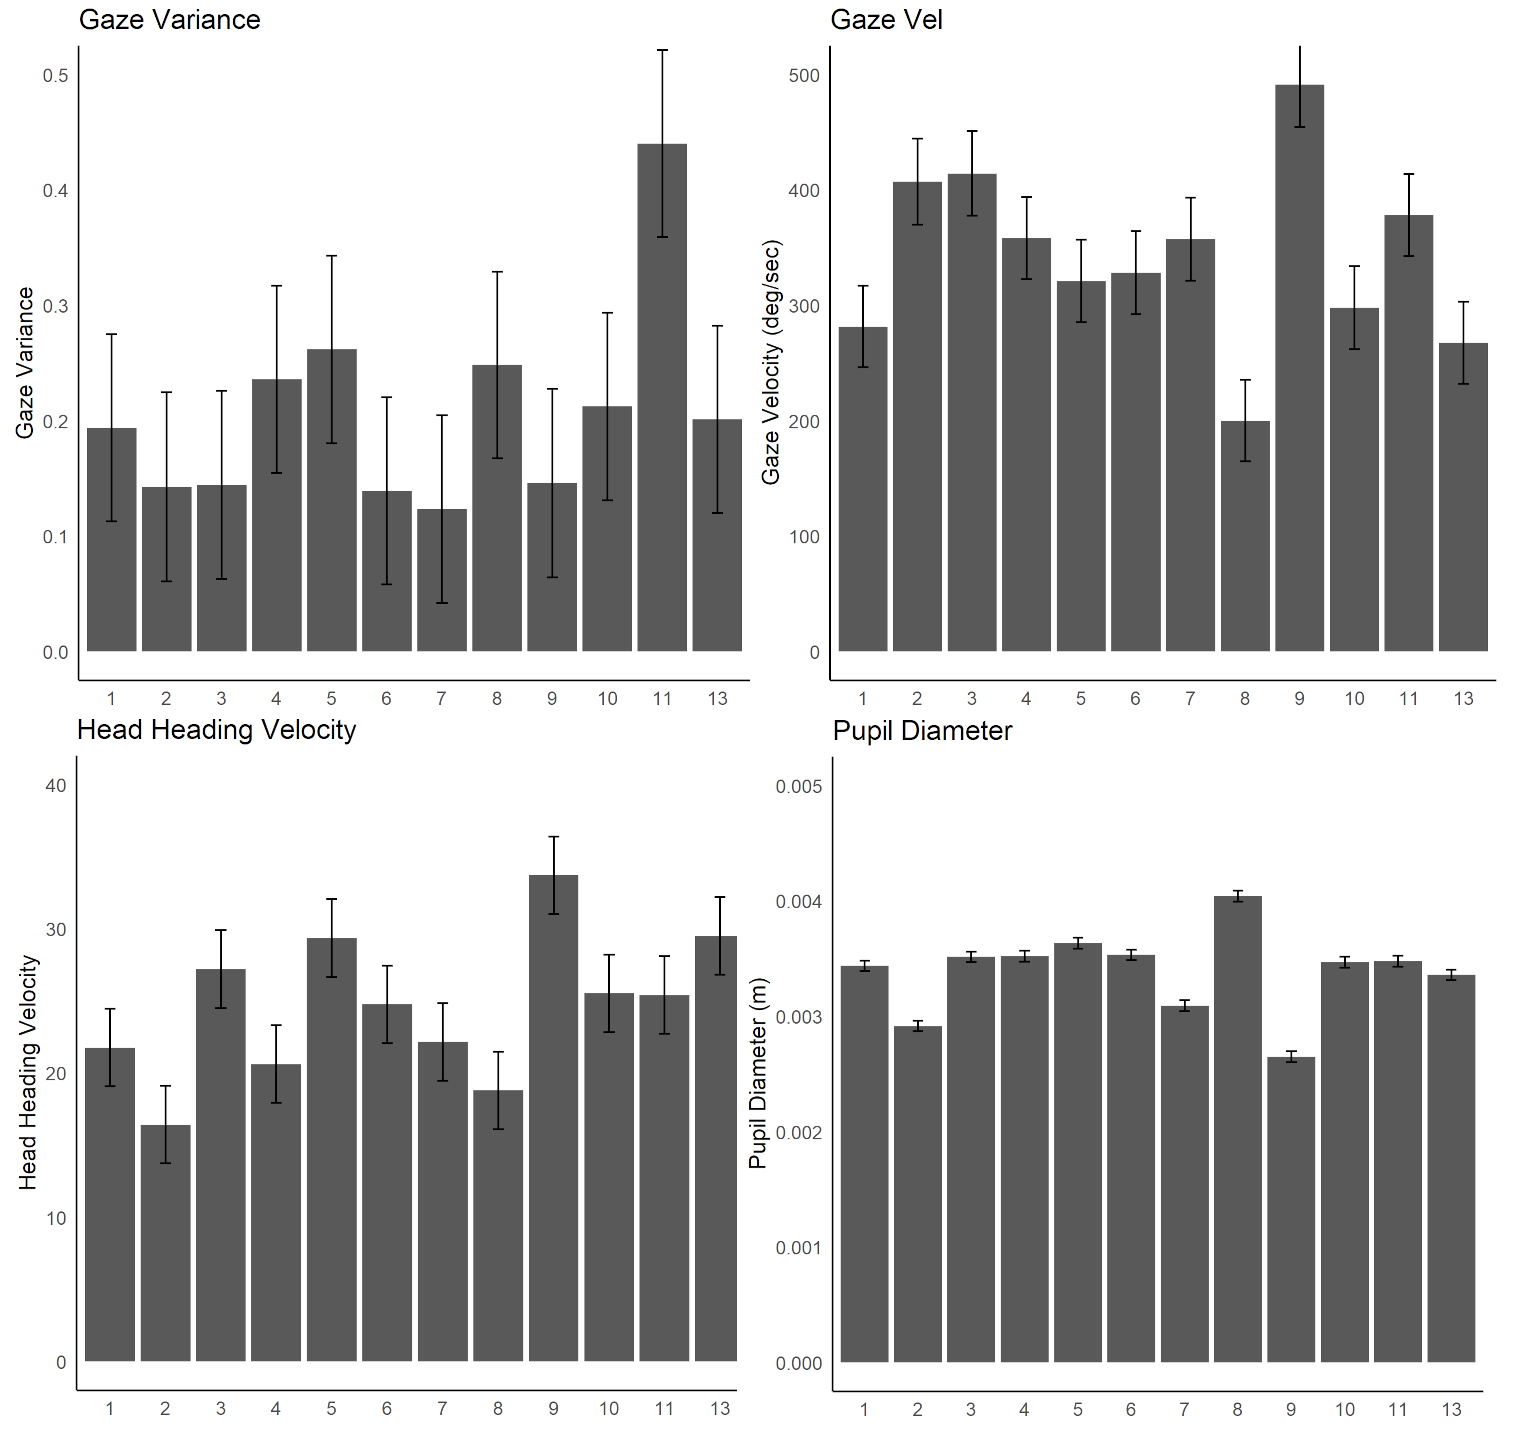 Gaze Variance
Gaze Variance
0.5
0.4
0.3
0.2
0.1
0.0
1 2 3 4 5 6 7 8 9 10 11 13
Gaze Vel
Gaze Velocity (deg/sec)
500
400
300
200
100
0
1 2 3 4 5 6 7 8 9 10 11 13
Head Heading Velocity
Head Heading Velocity
40
30
20
10
0
1 2 3 4 5 6 7 8 9 10 11 13
Pupil Diameter
Pupil Diameter (m)
0.005
0.004
0.003
0.002
0.001
0.000
1 2 3 4 5 6 7 8 9 10 11 13